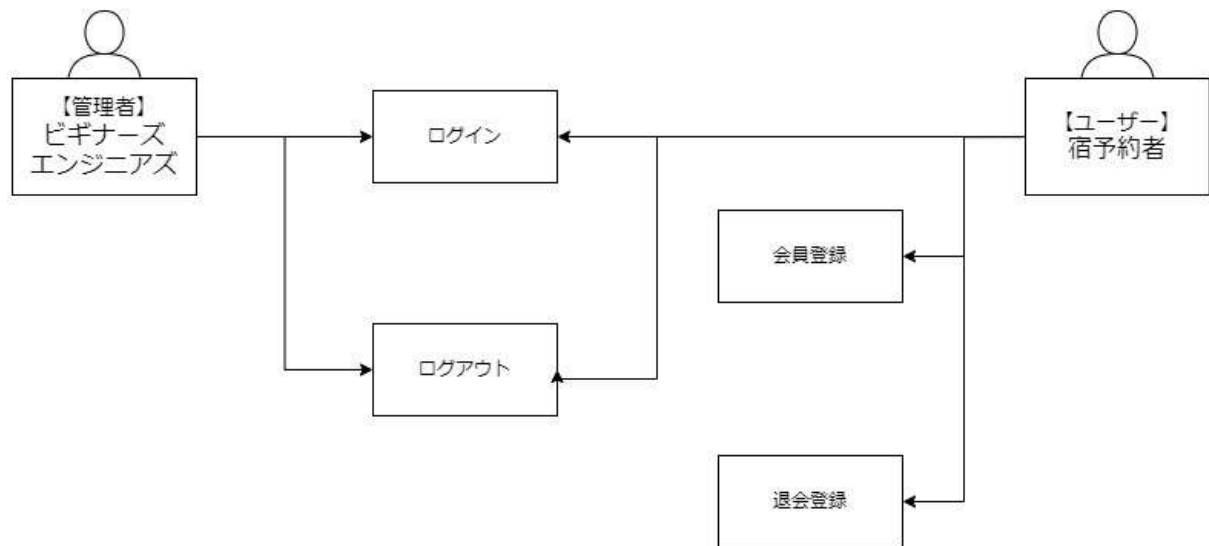 【管理者】
ビギナーズ
エンジニアズ
ログイン
【ユーザー】
宿予約者
会員登録
ログアウト
退会登録